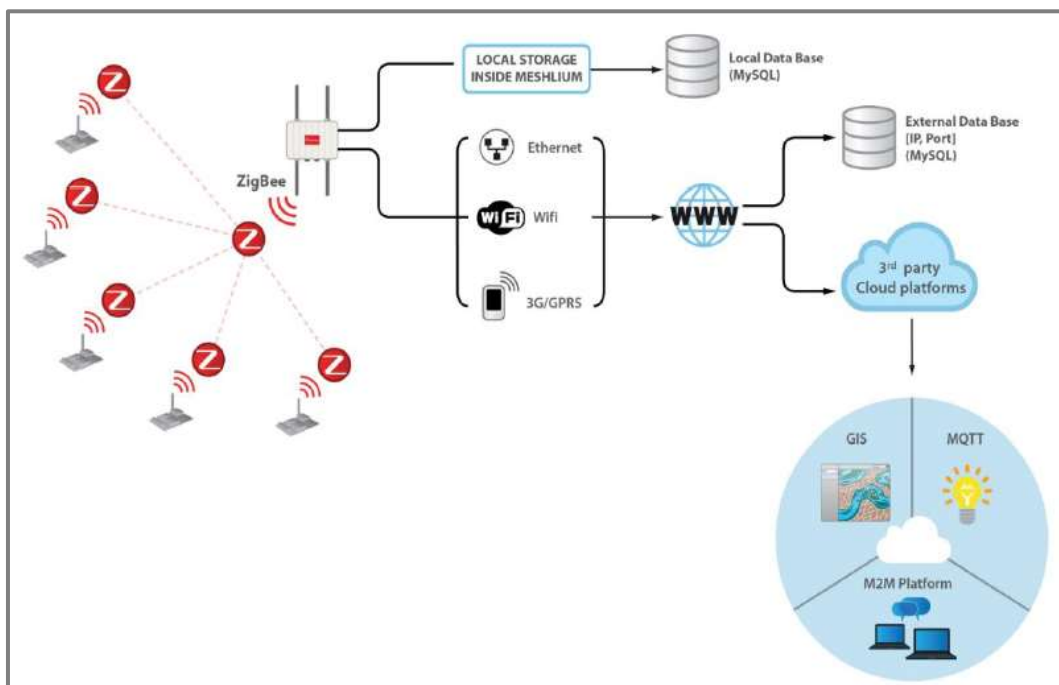 LOCAL STORAGE
INSIDE MESHLIUM
Local Data Base
(MySQL)
External Data Base
[IP, Port]
(MySQL)
Ethernet
ZigBee
WiFi
Wifi
WWW
3G/GPRS
3rd party
Cloud platforms
Z
Z
Z
Z
Z
Z
GIS
MQTT
M2M Platform